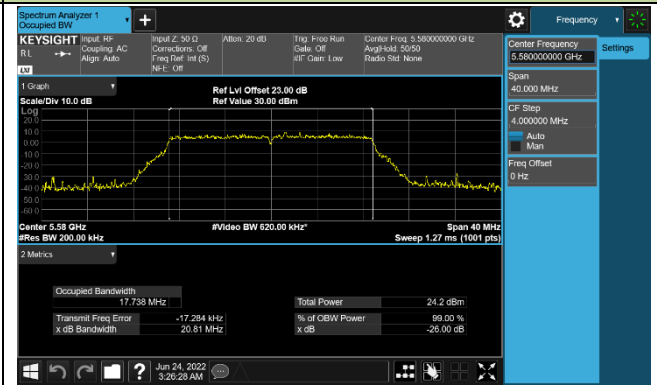 Spectrum Analyzer 1
Occupied BW
Frequency
KEYSIGHT
Input: RF
Input Z: 50 Ω
Atten: 20 dB
Trig: Free Run
Center Freq: 5.580000000 GHz
RL
Coupling: AC
Corrections: Off
Gate: Off
Avg|Hold: 50/50
Align: Auto
Freq Ref: Int (S)
#IF Gain: Low
Radio Std: None
NFE: Off
LXI
Center Frequency
5.580000000 GHz
Settings
Span
40.000 MHz
CF Step
4.000000 MHz
Auto
Man
Freq Offset
0 Hz
1 Graph
Ref Lvl Offset 23.00 dB
Scale/Div 10.0 dB
Ref Value 30.00 dBm
Log
20.0
10.0
0.00
-10.0
-20.0
-30.0
-40.0
-50.0
-60.0
Center 5.58 GHz
#Video BW 620.00 kHz*
Span 40 MHz
#Res BW 200.00 kHz
Sweep 1.27 ms (1001 pts)
2 Metrics
Occupied Bandwidth
17.738 MHz
Total Power
24.2 dBm
Transmit Freq Error
-17.284 kHz
% of OBW Power
99.00 %
x dB Bandwidth
20.81 MHz
x dB
-26.00 dB
Jun 24, 2022
3:26:28 AM